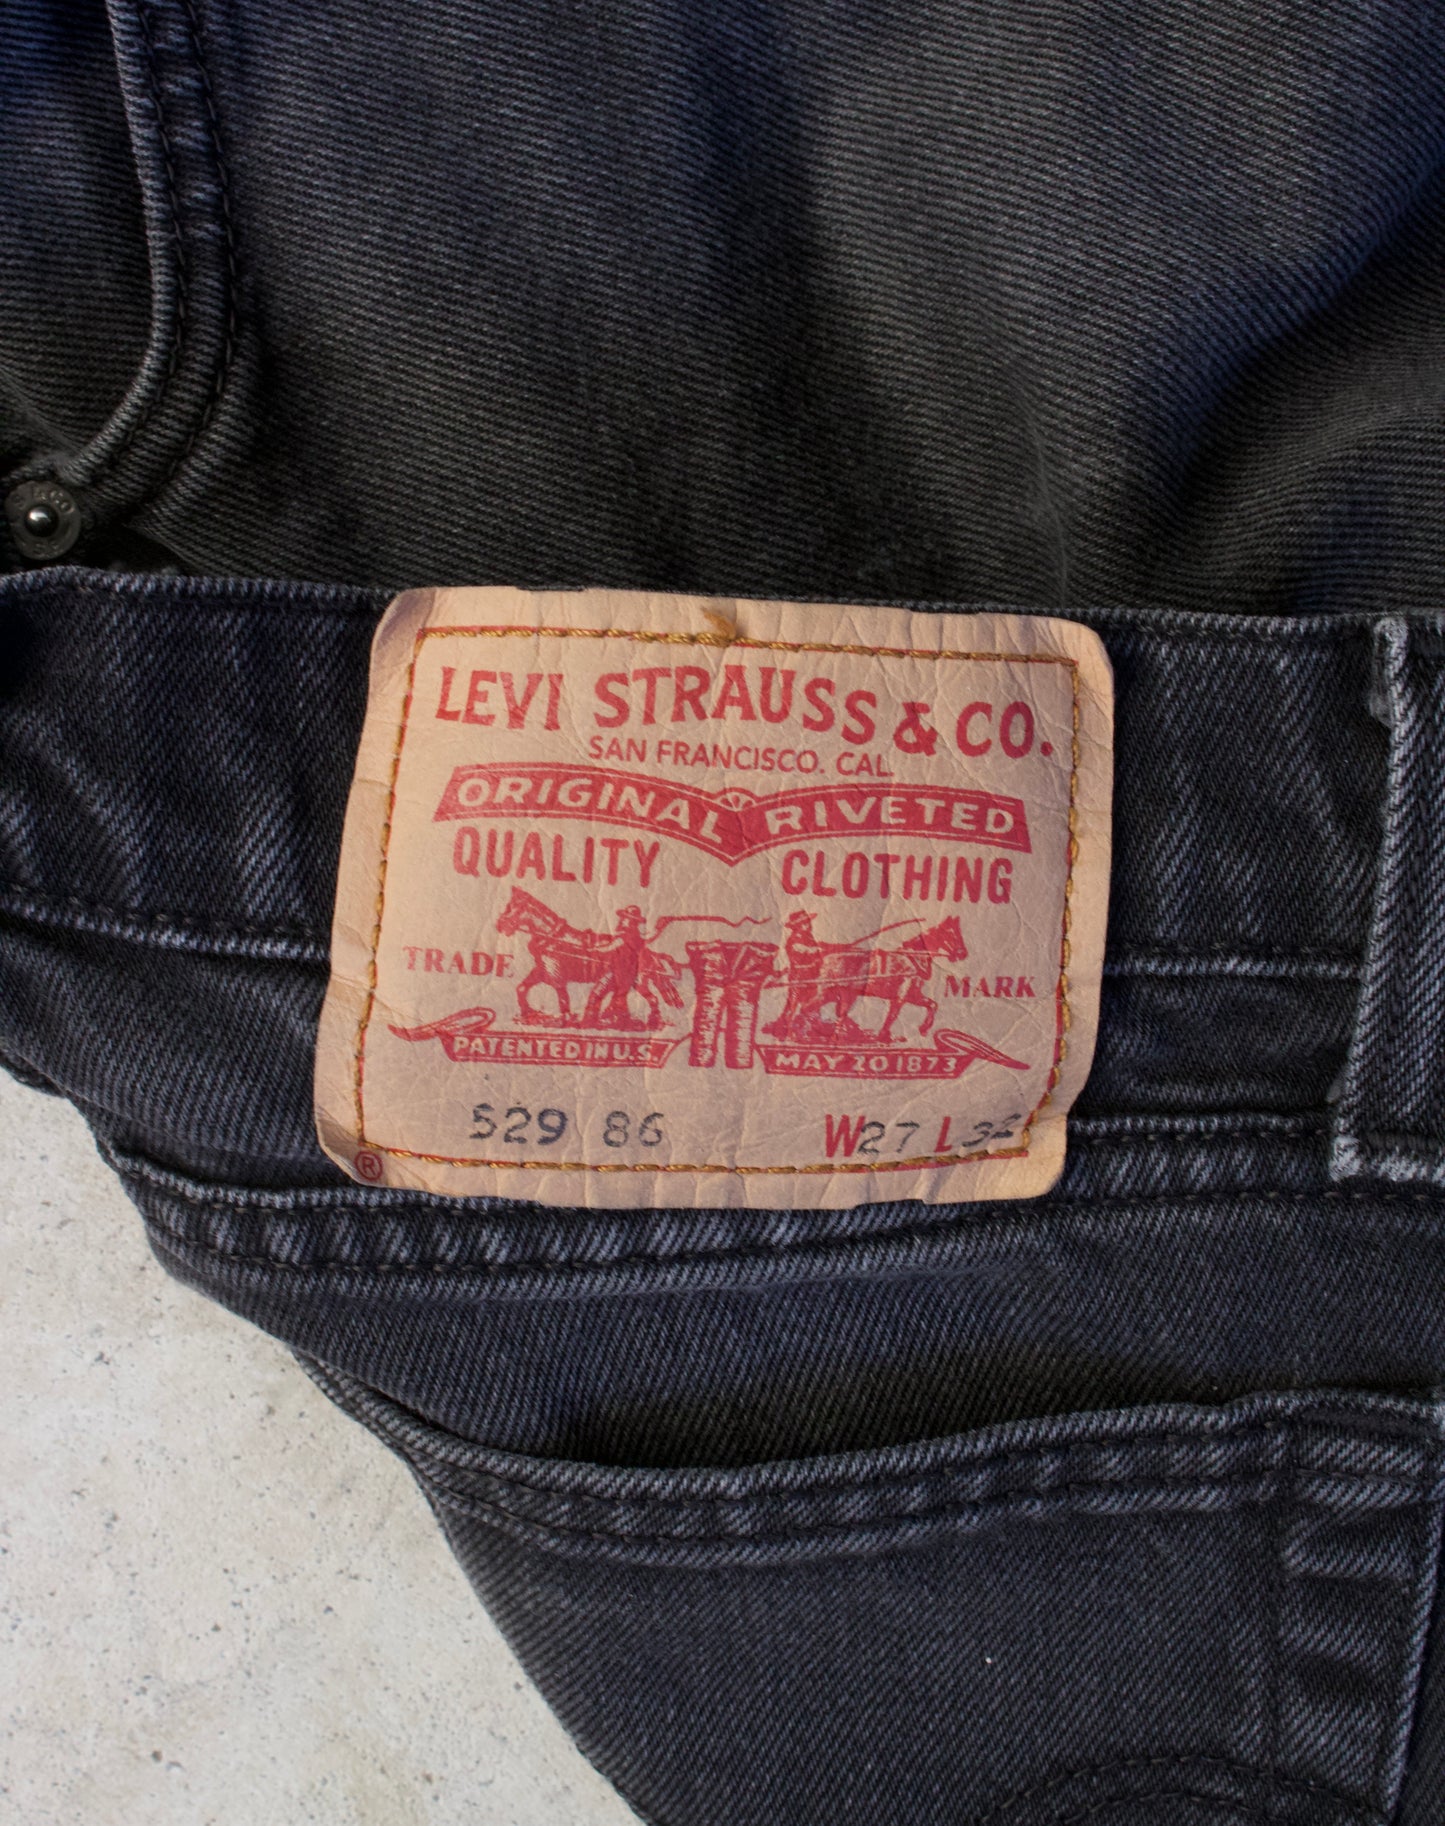 LEVI STRAUSS & CO.
SAN FRANCISCO. CAL.
ORIGINAL RIVETED
QUALITY CLOTHING
TRADE MARK
PATENTED IN U.S. MAY 20 1873
529 86 W27 L32
®